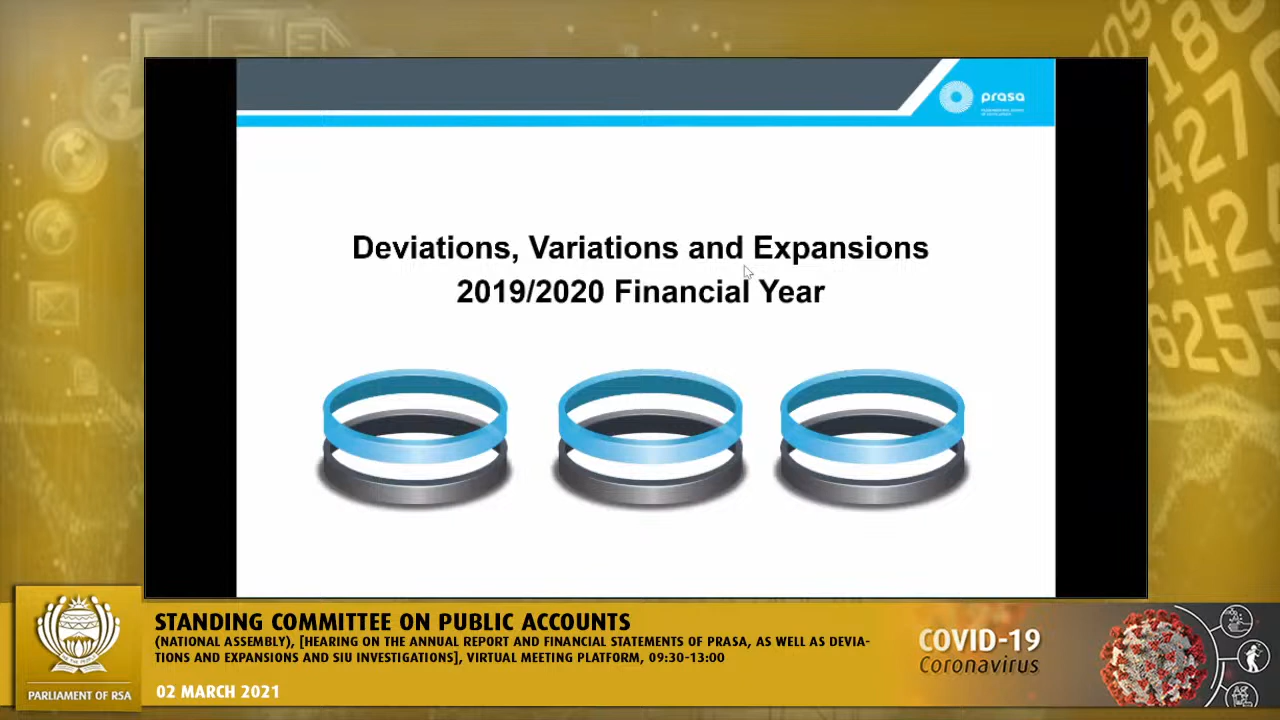 prasa
Deviations, Variations and Expansions
2019/2020 Financial Year
STANDING COMMITTEE ON PUBLIC ACCOUNTS
(NATIONAL ASSEMBLY), [HEARING ON THE ANNUAL REPORT AND FINANCIAL STATEMENTS OF PRASA, AS WELL AS DEVIA-
TIONS AND EXPANSIONS AND SIU INVESTIGATIONS], VIRTUAL MEETING PLATFORM, 09:30-13:00
PARLIAMENT OF RSA
02 MARCH 2021
COVID-19
Coronavirus